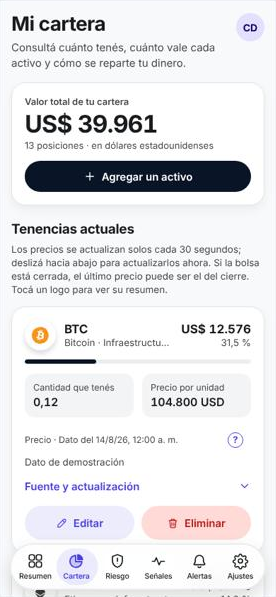 Mi cartera
CD
Consultá cuánto tenés, cuánto vale cada
activo y cómo se reparte tu dinero.
Valor total de tu cartera
US$ 39.961
13 posiciones · en dólares estadounidenses
+ Agregar un activo
Tenencias actuales
Los precios se actualizan solos cada 30 segundos;
deslizá hacia abajo para actualizarlos ahora. Si la bolsa
está cerrada, el último precio puede ser el del cierre.
Tocá un logo para ver su resumen.
BTC
US$ 12.576
Bitcoin · Infraestructu...
31,5 %
Cantidad que tenés
0,12
Precio por unidad
104.800 USD
Precio · Dato del 14/8/26, 12:00 a. m.
?
Dato de demostración
Fuente y actualización
Editar
Eliminar
Resumen
Cartera
Riesgo
Señales
Alertas
Ajustes